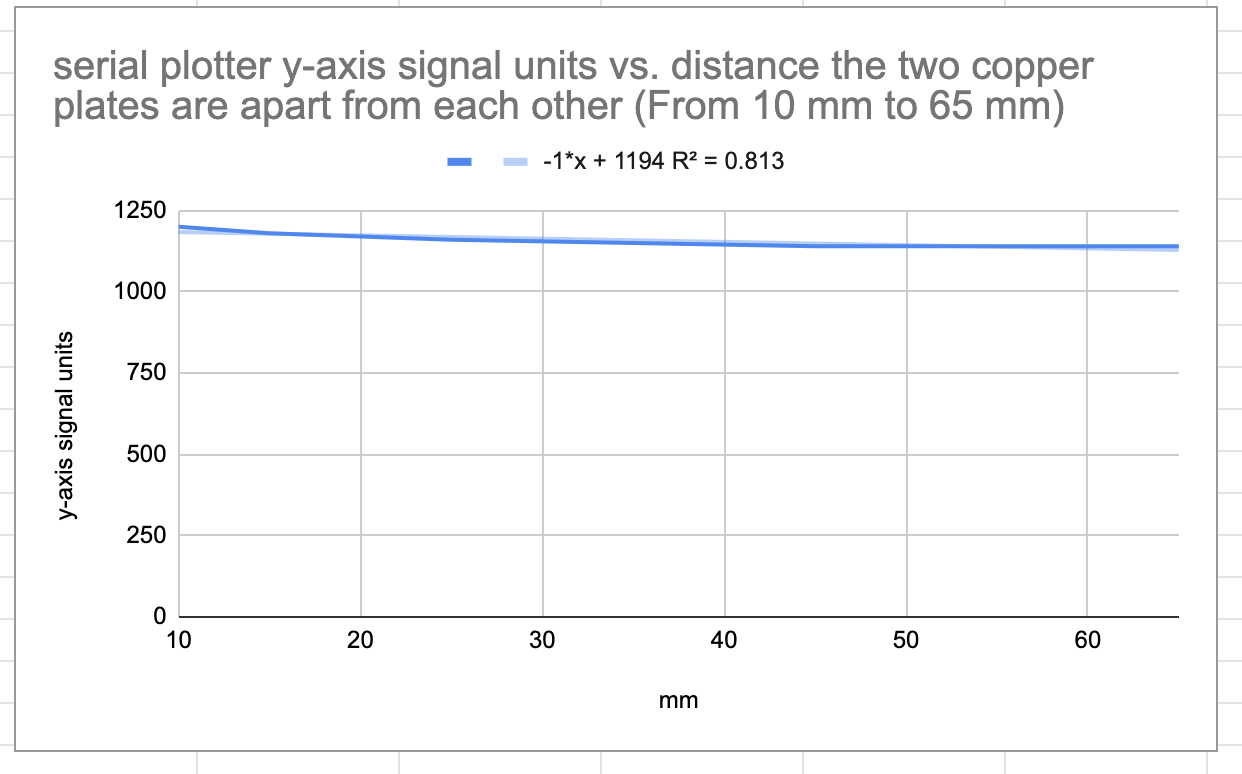 serial plotter y-axis signal units vs. distance the two copper
plates are apart from each other (From 10 mm to 65 mm)
-1*x + 1194 R² = 0.813
1250
1000
750
500
250
0
y-axis signal units
10 20 30 40 50 60
mm